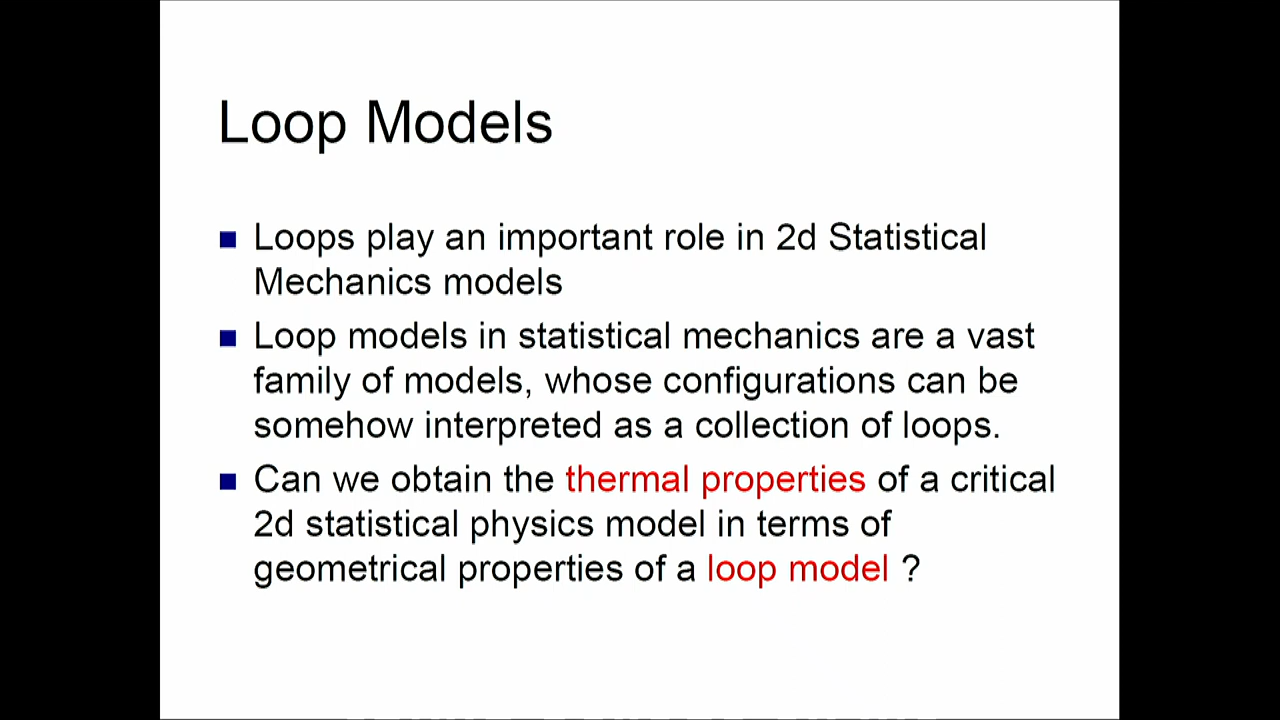 Loop Models
Loops play an important role in 2d Statistical
Mechanics models
Loop models in statistical mechanics are a vast
family of models, whose configurations can be
somehow interpreted as a collection of loops.
Can we obtain the thermal properties of a critical
2d statistical physics model in terms of
geometrical properties of a loop model ?